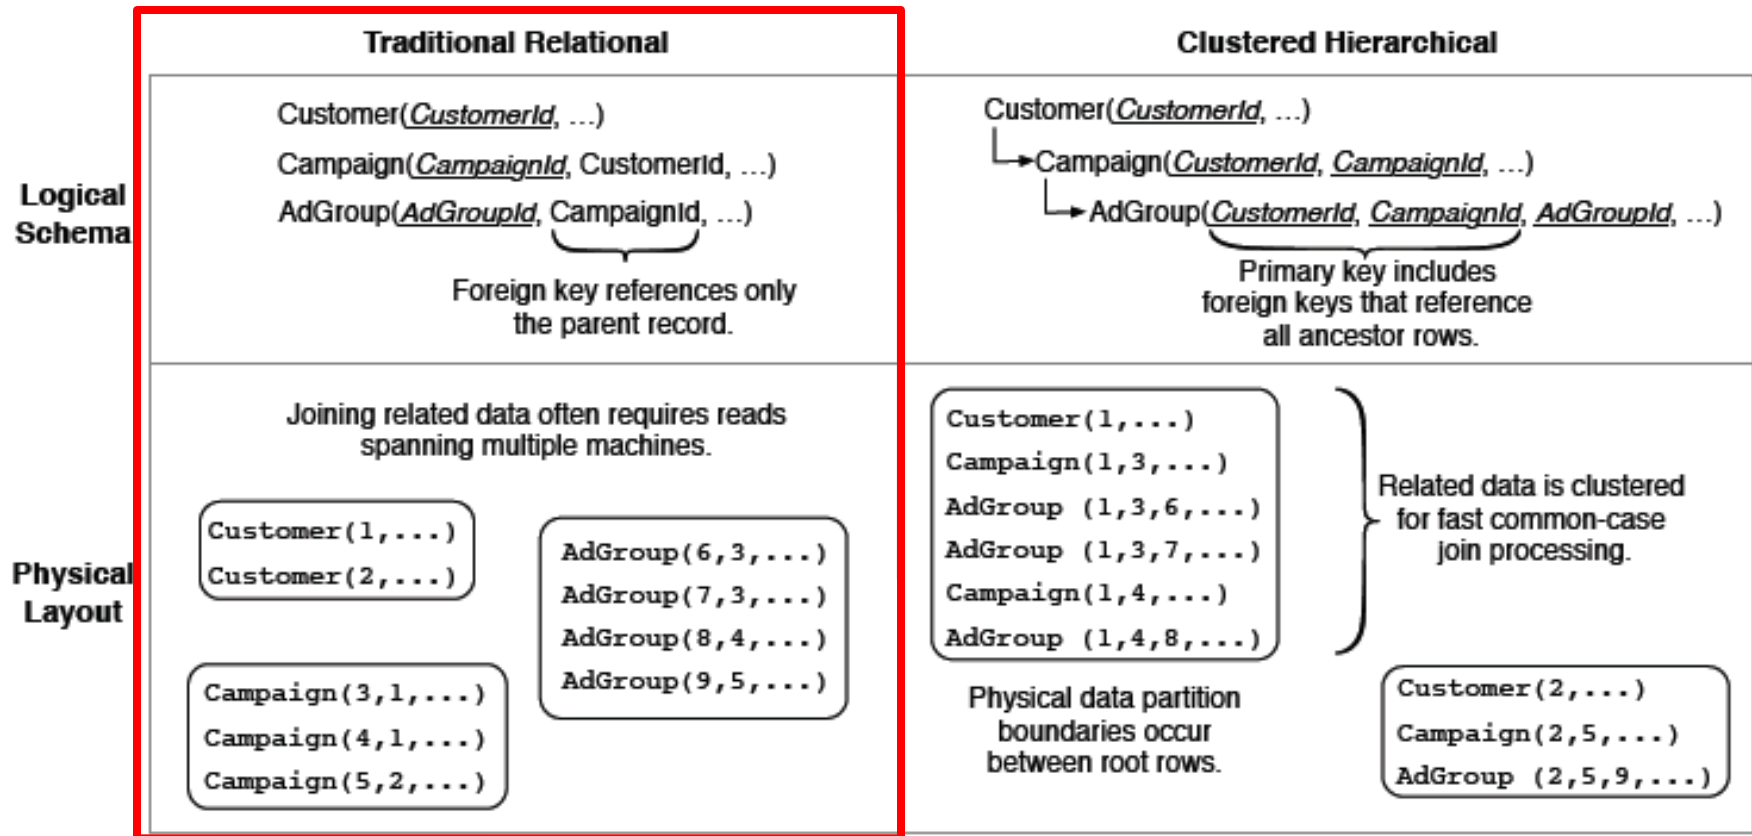 Traditional Relational
Clustered Hierarchical
Logical
Schema
Customer(CustomerId, ...)
Campaign(CampaignId, CustomerId, ...)
AdGroup(AdGroupId, CampaignId, ...)
Foreign key references only
the parent record.
Customer(CustomerId, ...)
Campaign(CustomerId, CampaignId, ...)
AdGroup(CustomerId, CampaignId, AdGroupId, ...)
Primary key includes
foreign keys that reference
all ancestor rows.
Physical
Layout
Joining related data often requires reads
spanning multiple machines.
Customer(1,...)
Customer(2,...)
AdGroup(6,3,...)
AdGroup(7,3,...)
AdGroup(8,4,...)
AdGroup(9,5,...)
Campaign(3,1,...)
Campaign(4,1,...)
Campaign(5,2,...)
Customer(1,...)
Campaign(1,3,...)
AdGroup (1,3,6,...)
AdGroup (1,3,7,...)
Campaign(1,4,...)
AdGroup (1,4,8,...)
Related data is clustered
for fast common-case
join processing.
Physical data partition
boundaries occur
between root rows.
Customer(2,...)
Campaign(2,5,...)
AdGroup (2,5,9,...)